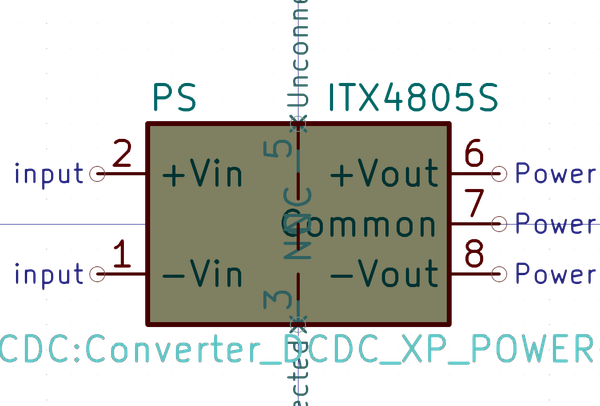 Unconne
PS
ITX4805S
5
input 2 +Vin
+Vout 6 Power
NC
Common 7 Power
input 1 -Vin
-Vout 8 Power
3
CDC:Converter_DCDC_XP_POWER
ected